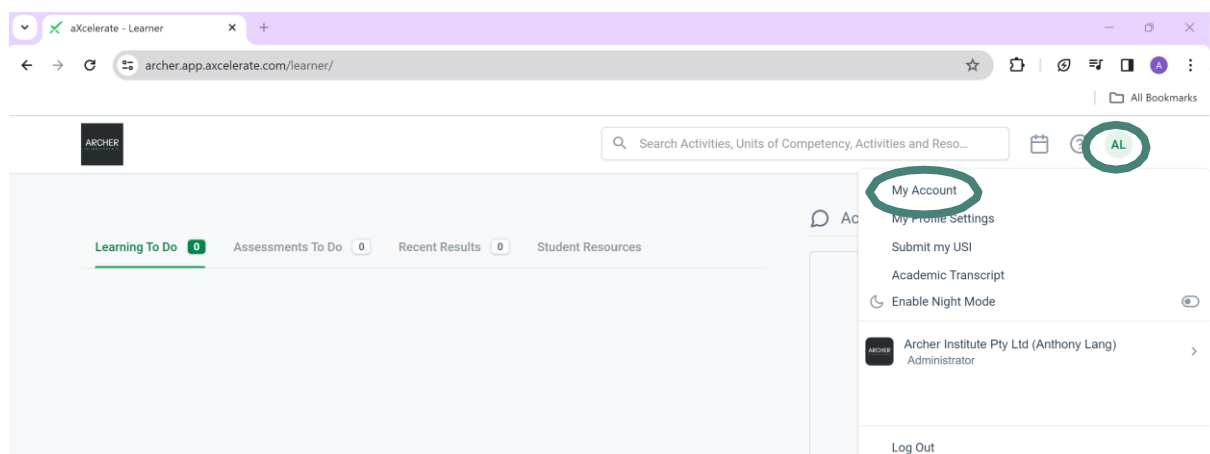 aXcelerate - Learner
archer.app.axcelerate.com/learner/
A
All Bookmarks
ARCHER
Search Activities, Units of Competency, Activities and Reso...
AL
My Account
Ac
My Profile Settings
Learning To Do 0 Assessments To Do 0 Recent Results 0 Student Resources
Submit my USI
Academic Transcript
Enable Night Mode
ARCHER
Archer Institute Pty Ltd (Anthony Lang)
Administrator
Log Out